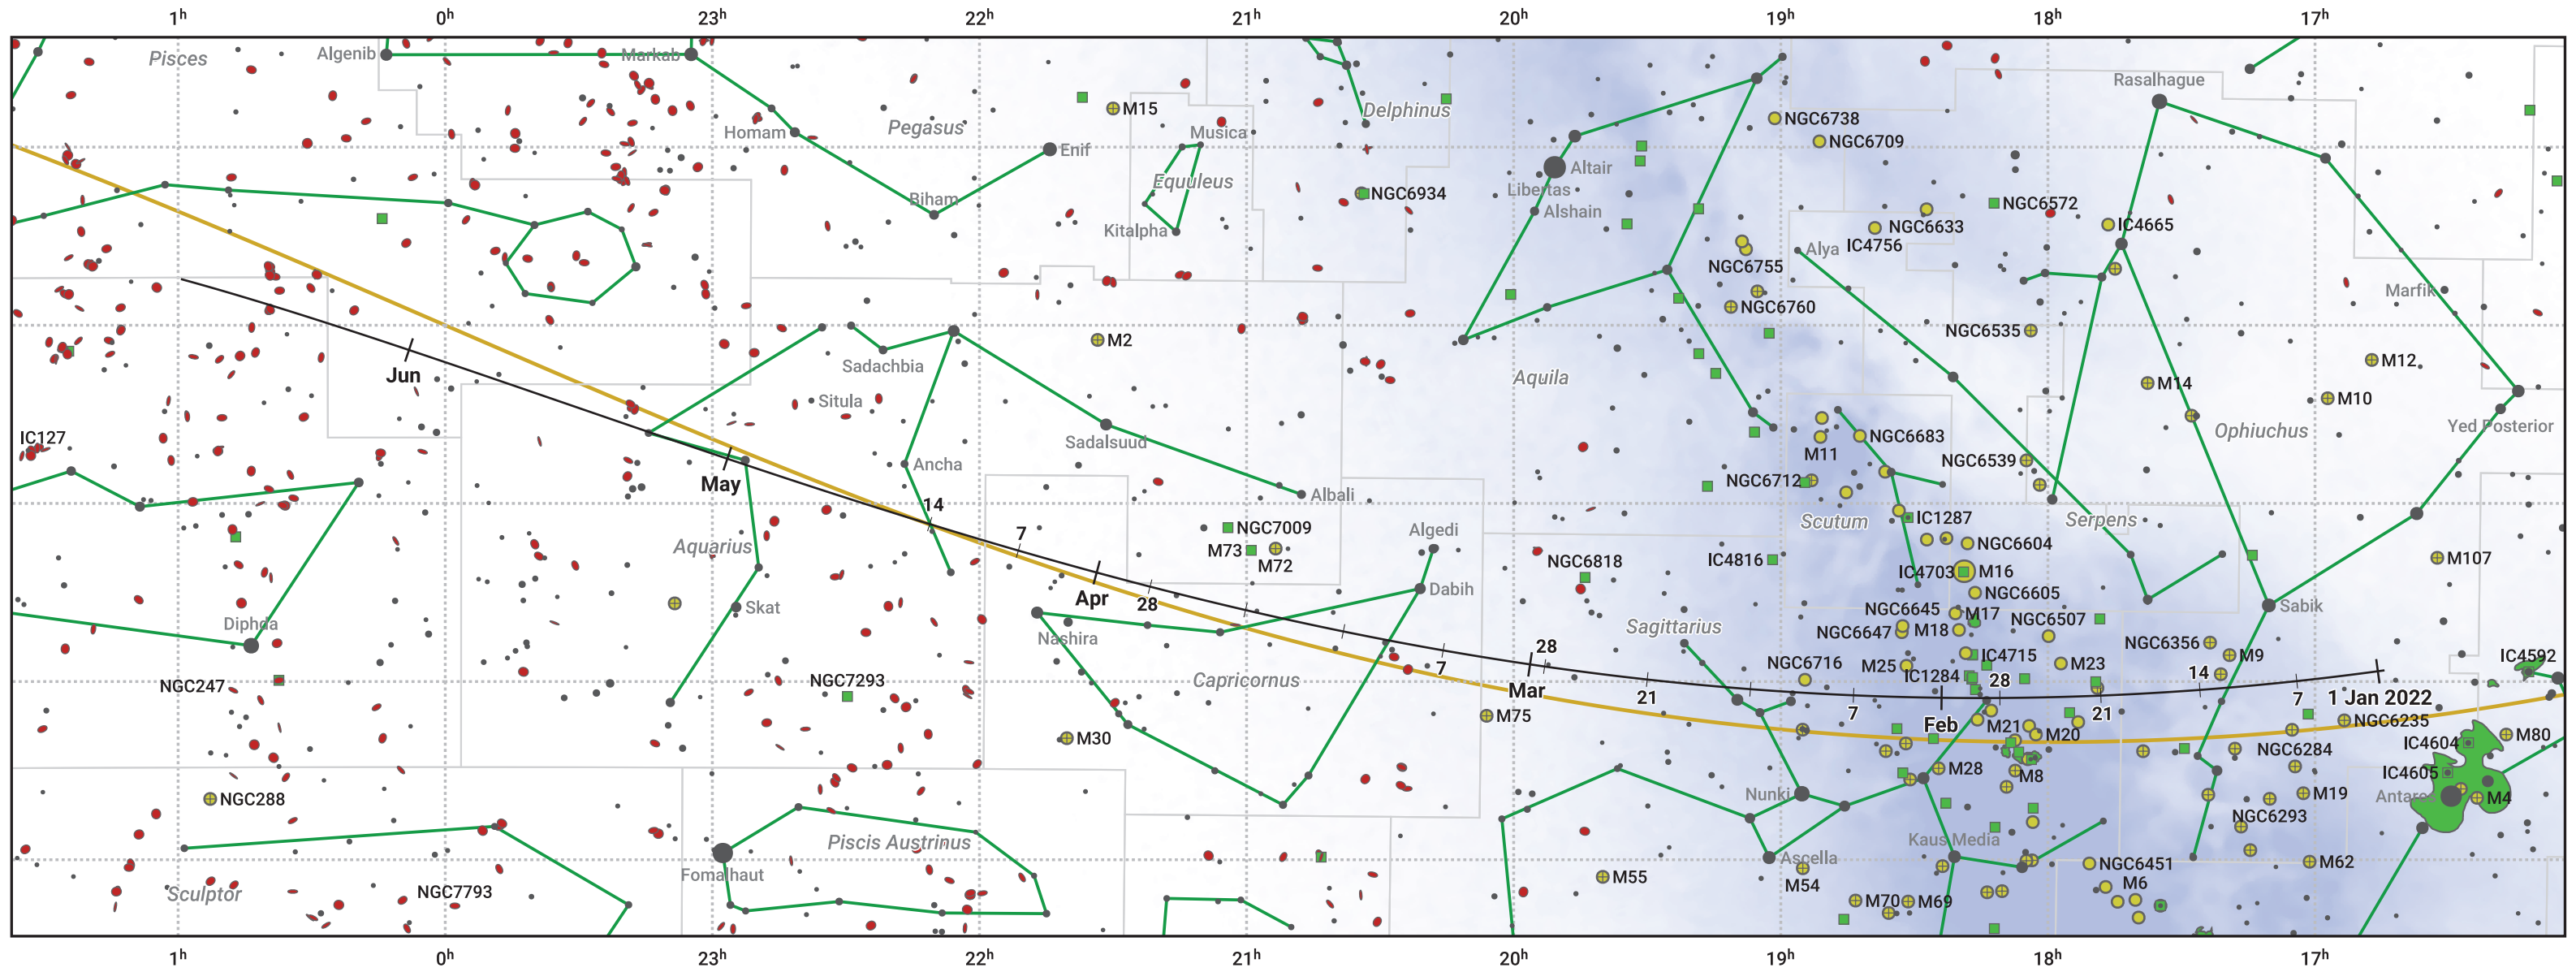 1h 0h 23h 22h 21h 20h 19h 18h 17h
Pisces
Algenib
Markab
Rasalhague
M15
Delphinus
NGC6738
Homam
Pegasus
Musica
NGC6709
Enif
Altair
Equuleus
Libertas
NGC6934
Biham
Alshain
NGC6572
Kitalpha
NGC6633
IC4665
IC4756
Alya
NGC6755
Marfik
NGC6760
NGC6535
M2
M12
Sadachbia
Jun
Aquila
M14
Situla
M10
IC127
Sadalsuud
Yed Posterior
NGC6683
Ophiuchus
M11
Ancha
NGC6539
May
NGC6712
Albali
14
Scutum
Serpens
IC1287
7
NGC7009
Algedi
Aquarius
M73
M72
NGC6604
NGC6818
IC4816
M107
IC4703
M16
Apr
28
Dabih
NGC6605
Skat
NGC6645
M17
Sabik
Diphda
Nashira
Sagittarius
NGC6647
M18
NGC6507
28
NGC6356
M9
IC4715
IC4592
7
NGC6716
M25
M23
NGC247
NGC7293
Capricornus
IC1284
28
14
Mar
21
7
21
7
1 Jan 2022
M75
Feb
M21
M20
NGC6235
M30
M80
IC4604
NGC6284
M28
M8
IC4605
NGC288
Nunki
M19
Antares
M4
NGC6293
Piscis Austrinus
Kaus Media
Fomalhaut
Ascella
NGC6451
M62
M55
M54
M6
Sculptor
NGC7793
M70
M69
1h 0h 23h 22h 21h 20h 19h 18h 17h